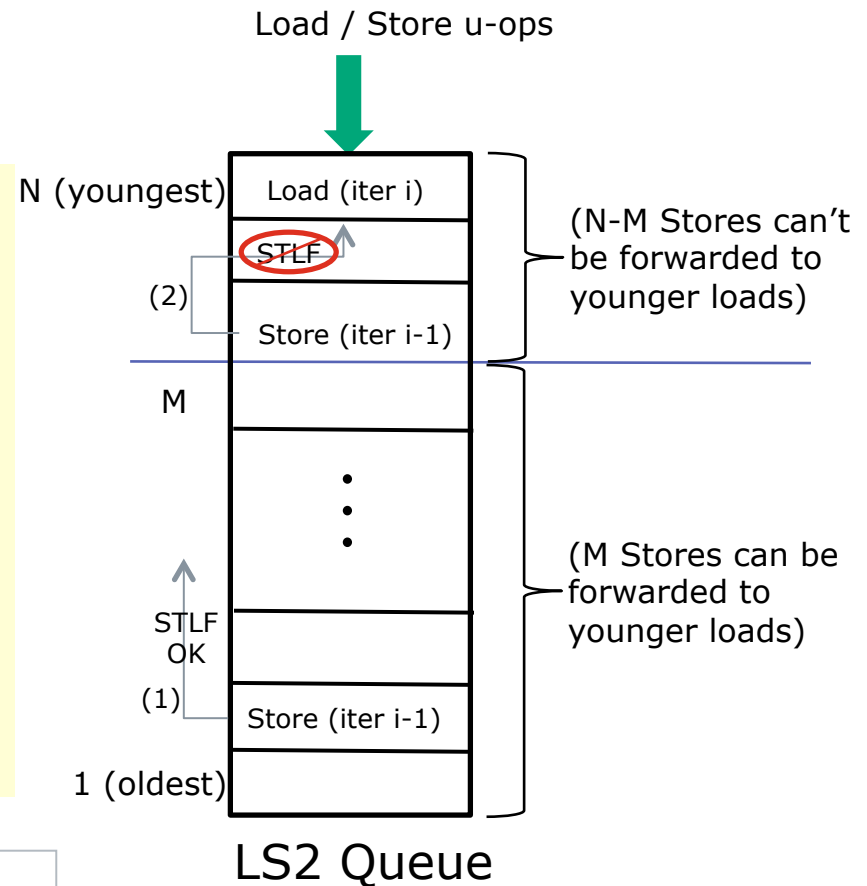 Load / Store u-ops
N (youngest)
Load (iter i)
STLF
(2)
Store (iter i-1)
(N-M Stores can’t
be forwarded to
younger loads)
M
(M Stores can be
forwarded to
younger loads)
STLF
OK
(1)
Store (iter i-1)
1 (oldest)
LS2 Queue